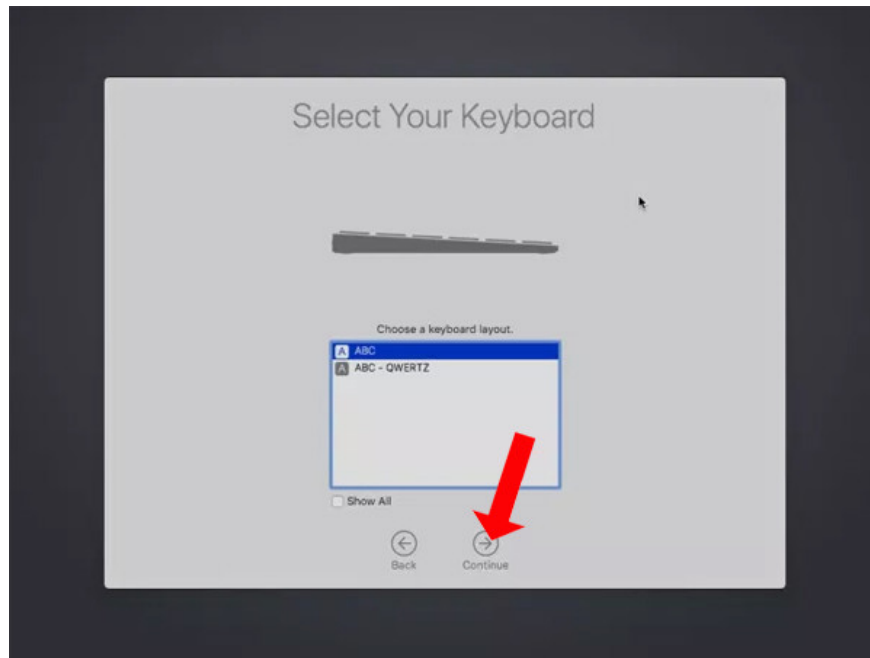 Select Your Keyboard
Choose a keyboard layout.
A ABC
A ABC - QWERTZ
Show All
Back Continue